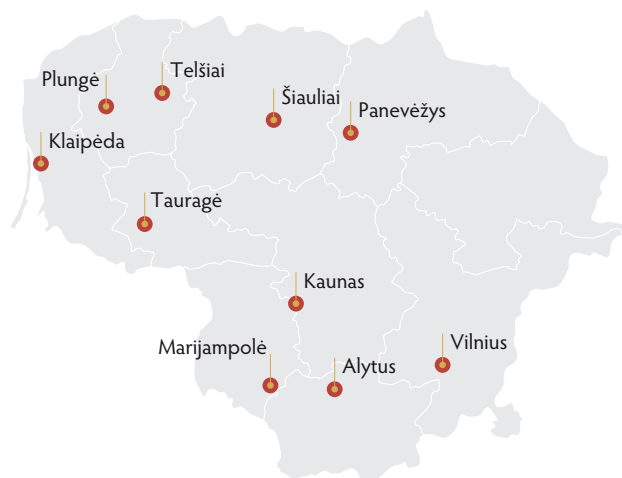 Telšiai
Plungė
Šiauliai
Panevėžys
Klaipėda
Tauragė
Kaunas
Vilnius
Marijampolė
Alytus